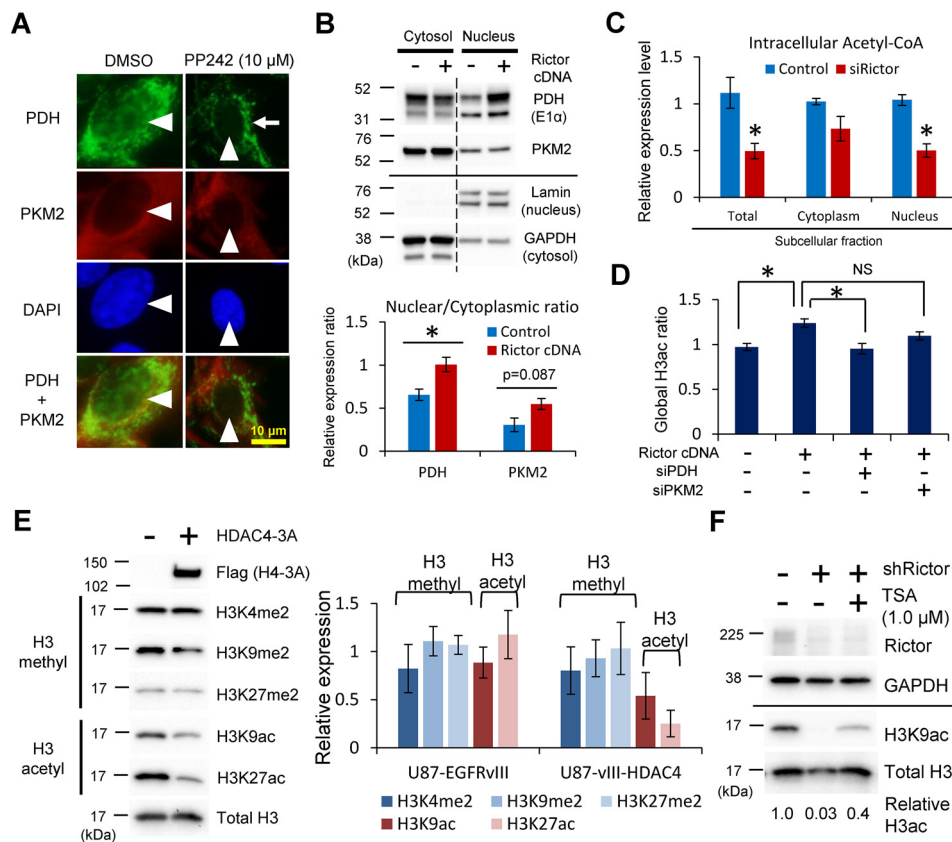 A
DMSO PP242 (10 µM)
PDH
PKM2
DAPI
PDH
+
PKM2
10 µm
B
Cytosol Nucleus
- + - + Rictor
cDNA
52
31
PDH
(E1α)
76
52
PKM2
76
52
Lamin
(nucleus)
38
GAPDH
(cytosol)
(kDa)
Nuclear/Cytoplasmic ratio
Relative expression ratio
1.5
1
0.5
0
Control
Rictor cDNA
*
p=0.087
PDH PKM2
C
Intracellular Acetyl-CoA
Control siRictor
Relative expression level
1.5
1
0.5
0
* *
Total Cytoplasm Nucleus
Subcellular fraction
D
Global H3ac ratio
1.5
1
0.5
0
* NS
*
Rictor cDNA - + + +
siPDH - - + -
siPKM2 - - - +
E
- + HDAC4-3A
150
102
Flag (H4-3A)
H3
methyl
17 H3K4me2
17 H3K9me2
17 H3K27me2
H3
acetyl
17 H3K9ac
17 H3K27ac
17 Total H3
(kDa)
Relative expression
1.5
1
0.5
0
H3
methyl
H3
acetyl
H3
methyl
H3
acetyl
U87-EGFRvIII U87-vIII-HDAC4
H3K4me2 H3K9me2 H3K27me2
H3K9ac H3K27ac
F
- + + shRictor
- - + TSA
(1.0 µM)
225 Rictor
38 GAPDH
17 H3K9ac
17 Total H3
(kDa)
1.0 0.03 0.4 Relative
H3ac